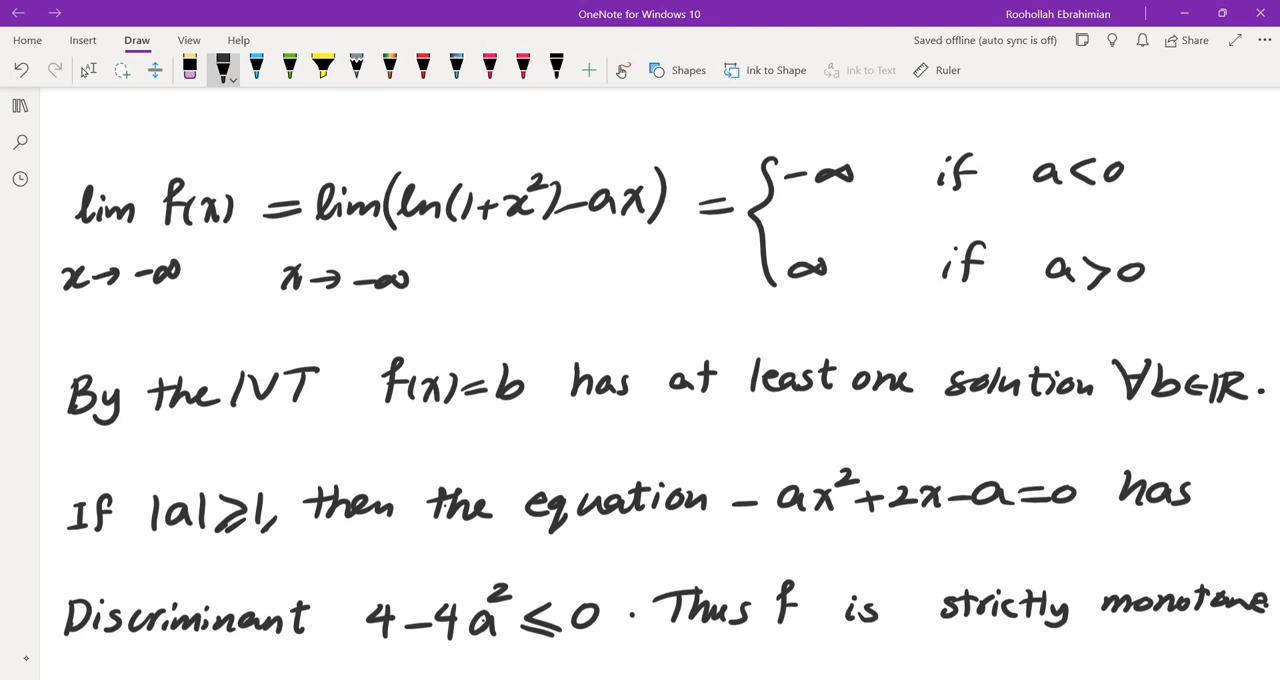 OneNote for Windows 10
Roohollah Ebrahimian
Home Insert Draw View Help
Saved offline (auto sync is off) Share
Shapes Ink to Shape Ink to Text Ruler
lim f(x) = lim(ln(1+x²)-ax) = { -∞ if a<0
x→-∞ x→-∞ ∞ if a>0
By the IVT f(x)=b has at least one solution ∀b∈ℝ.
If |a|⩾1, then the equation -ax²+2x-a=0 has
Discriminant 4-4a²⩽0. Thus f is strictly monotone